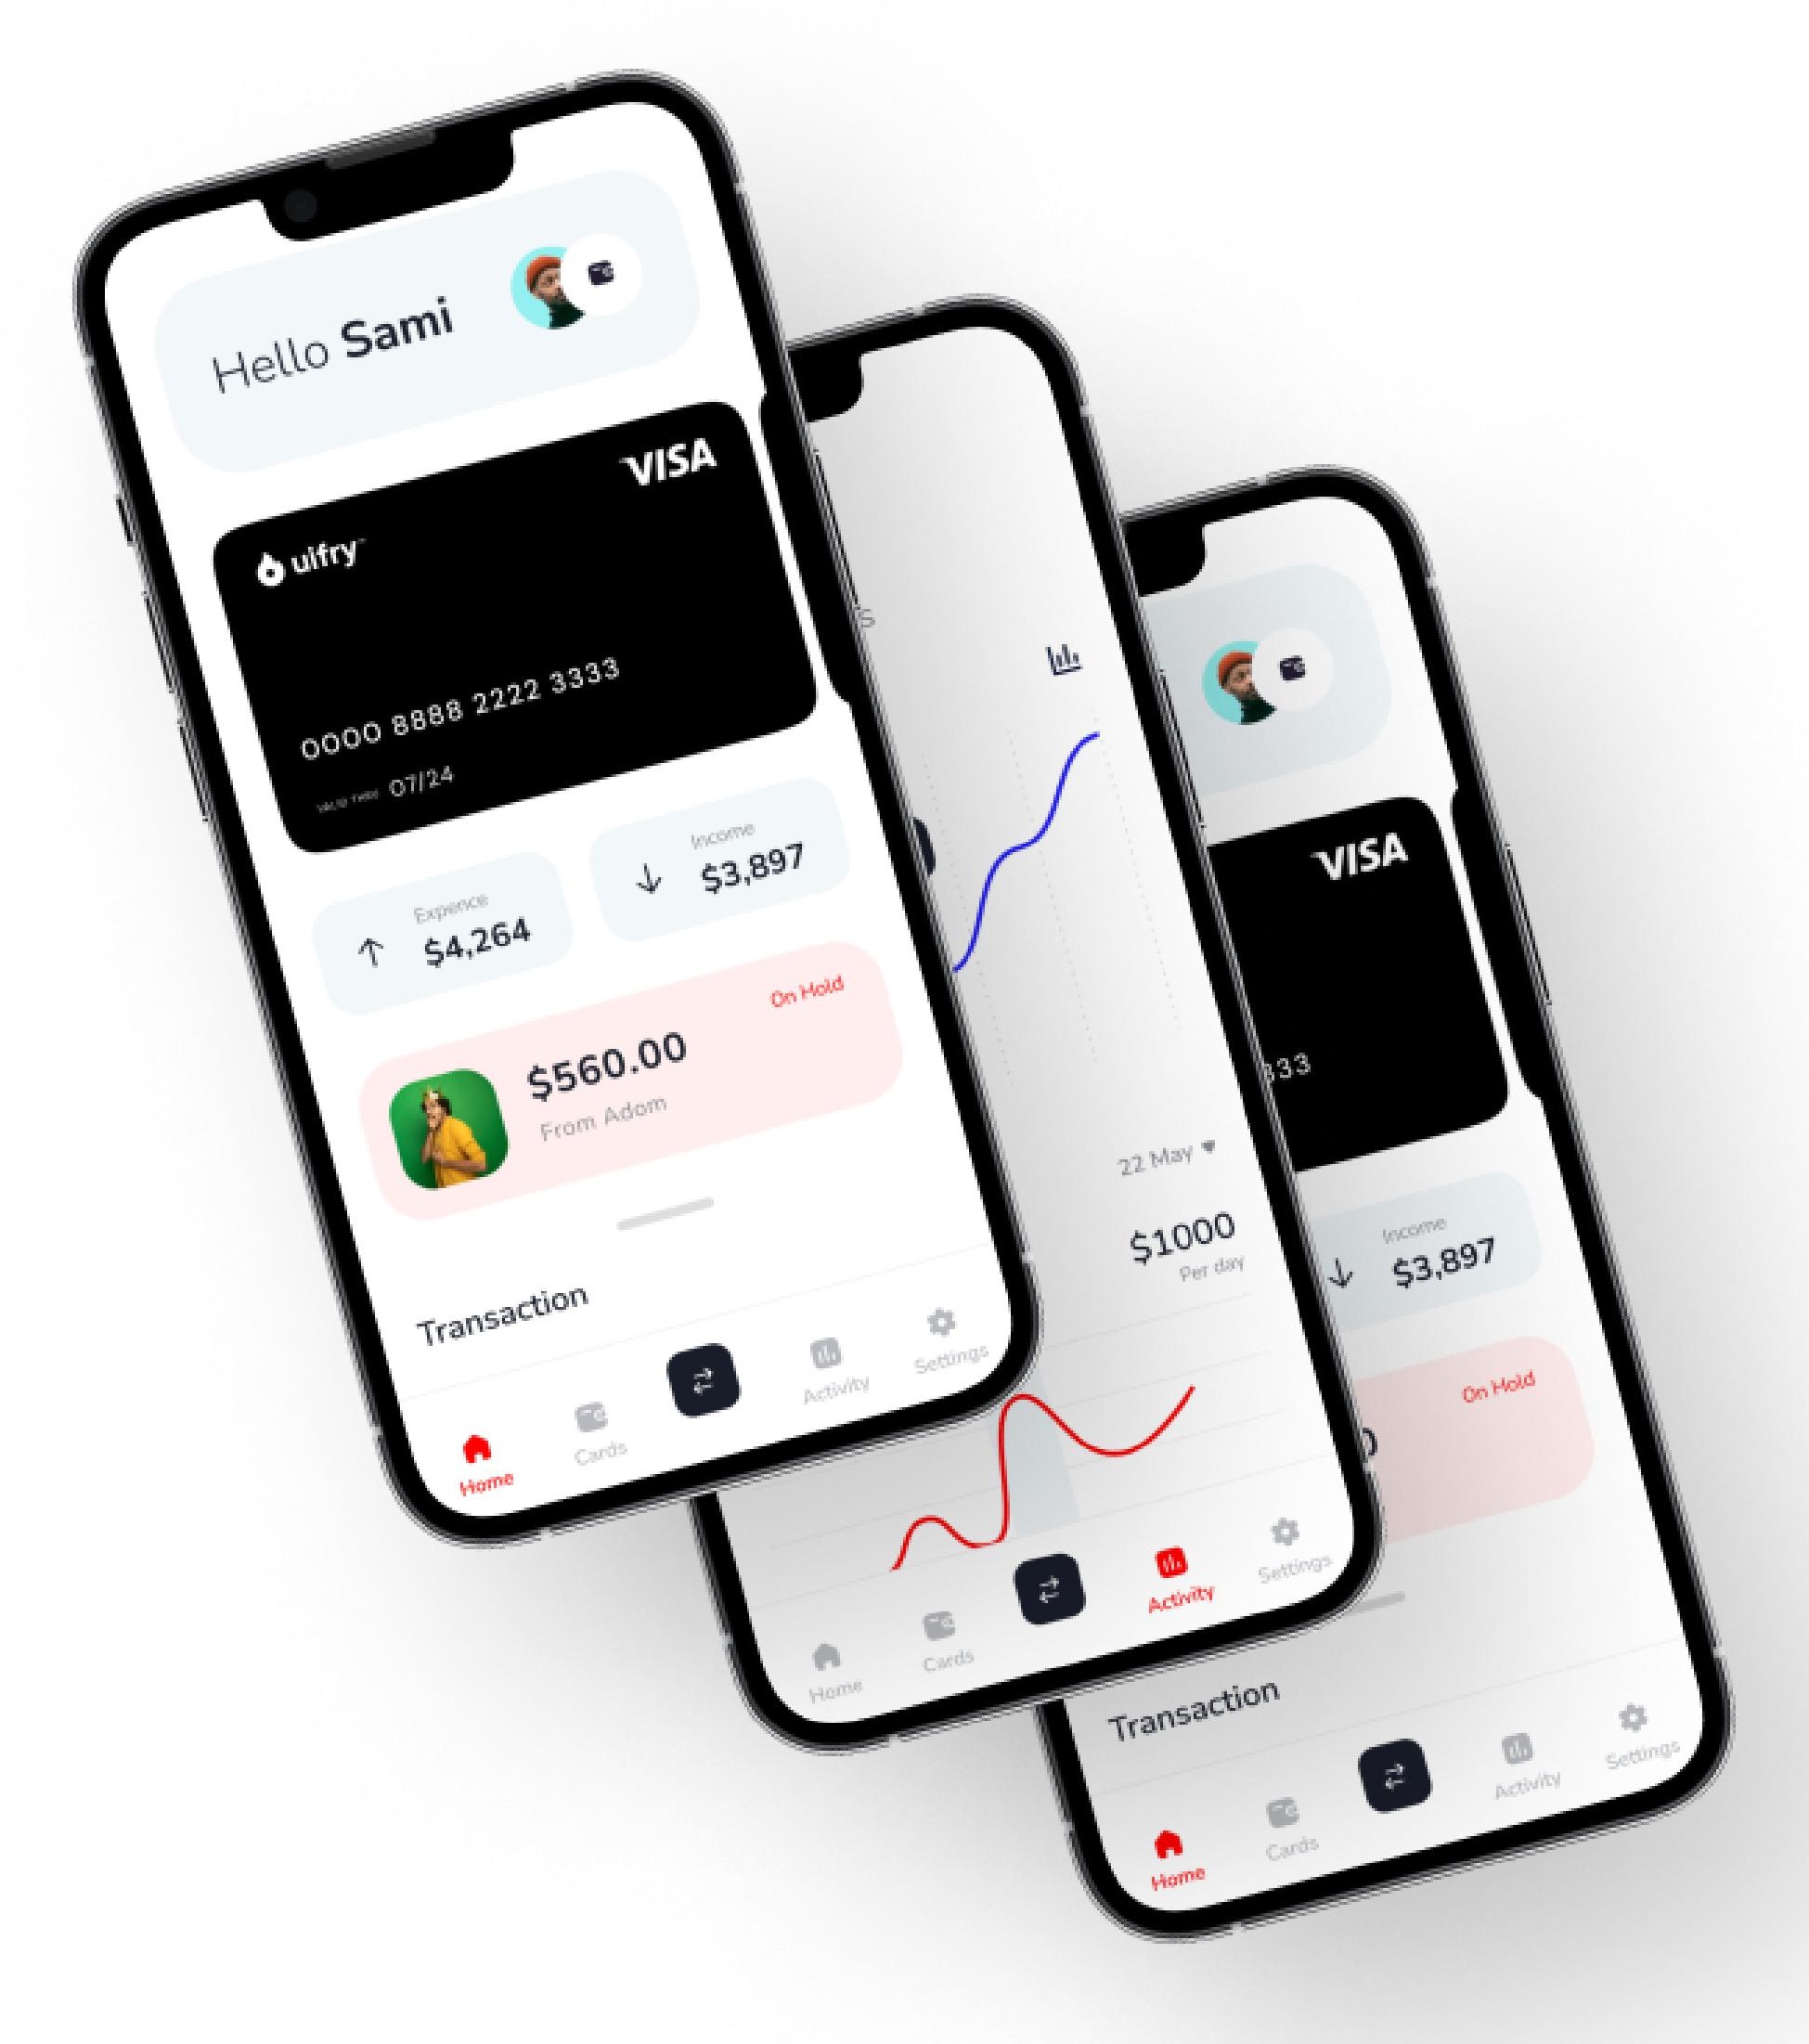 Hello Sami
VISA
uifry
0000 8888 2222 3333
VALID THRU 07/24
Expence
$4,264
Income
$3,897
On Hold
$560.00
From Adom
Transaction
Home
Cards
Activity
Settings
S
22 May
$1000
Per day
Home
Cards
Activity
Settings
VISA
333
Income
$3,897
On Hold
0
Transaction
Home
Cards
Activity
Settings